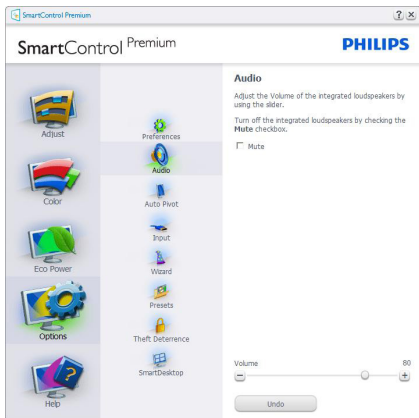 SmartControl Premium
SmartControl Premium
PHILIPS
Adjust
Color
Eco Power
Options
Help
Preferences
Audio
Auto Pivot
Input
Wizard
Presets
Theft Deterrence
SmartDesktop
Audio
Adjust the Volume of the integrated loudspeakers by
using the slider.
Turn off the integrated loudspeakers by checking the
Mute checkbox.
Mute
Volume 80
Undo